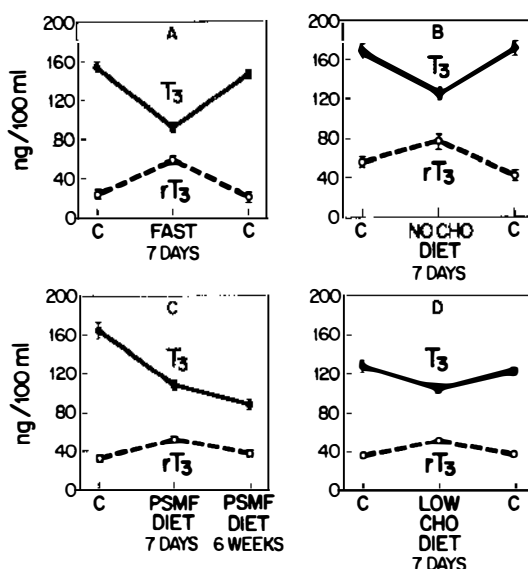 200
160
120
80
40
0
ng/100 ml
A
T3
rT3
C
FAST
7 DAYS
C
200
160
120
80
40
0
B
T3
rT3
C
NO CHO
DIET
7 DAYS
C
200
160
120
80
40
0
ng/100 ml
C
T3
rT3
C
PSMF
DIET
7 DAYS
PSMF
DIET
6 WEEKS
200
160
120
80
40
0
D
T3
rT3
C
LOW
CHO
DIET
7 DAYS
C